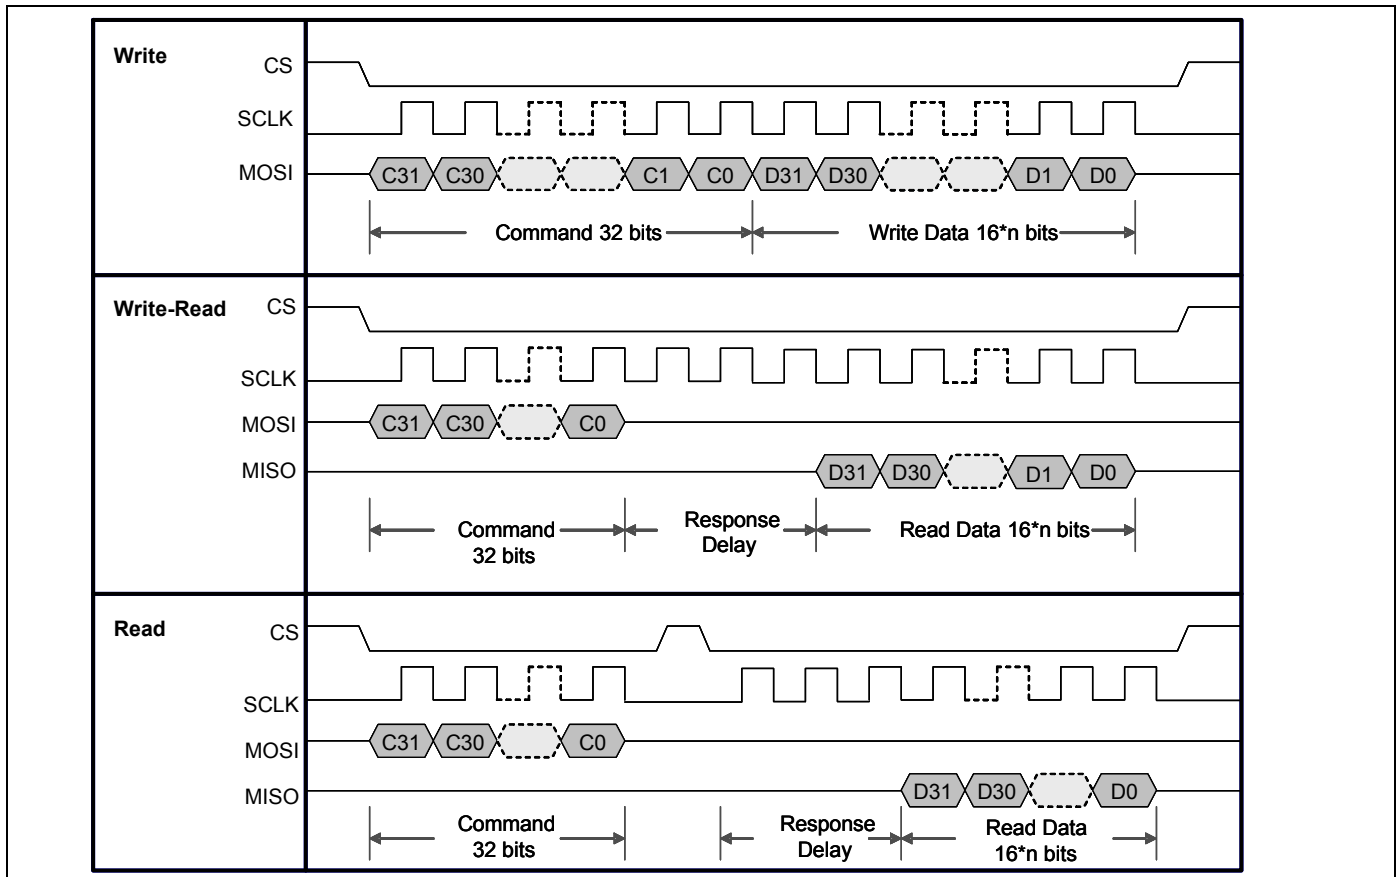 Write
CS
SCLK
MOSI C31 C30 C1 C0 D31 D30 D1 D0
Command 32 bits Write Data 16*n bits
Write-Read CS
SCLK
MOSI C31 C30 C0
MISO D31 D30 D1 D0
Command
32 bits
Response
Delay
Read Data 16*n bits
Read CS
SCLK
MOSI C31 C30 C0
MISO D31 D30 D0
Command
32 bits
Response
Delay
Read Data
16*n bits